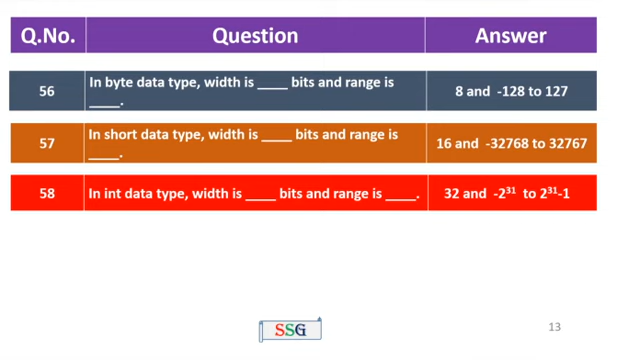 Q.No. Question Answer
56 In byte data type, width is ____ bits and range is ____. 8 and -128 to 127
57 In short data type, width is ____ bits and range is ____. 16 and -32768 to 32767
58 In int data type, width is ____ bits and range is ____. 32 and -2³¹ to 2³¹-1
SSG
13